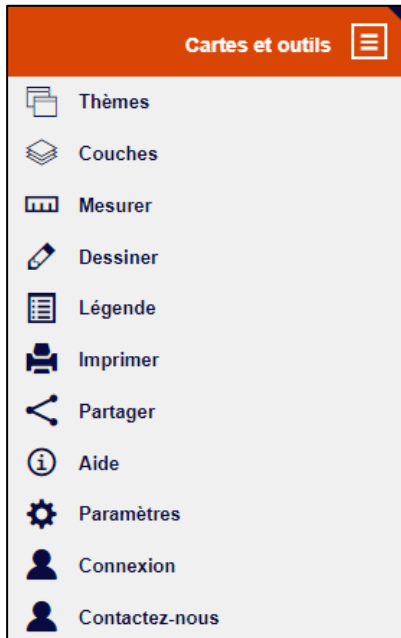 Cartes et outils
Thèmes
Couches
Mesurer
Dessiner
Légende
Imprimer
Partager
Aide
Paramètres
Connexion
Contactez-nous